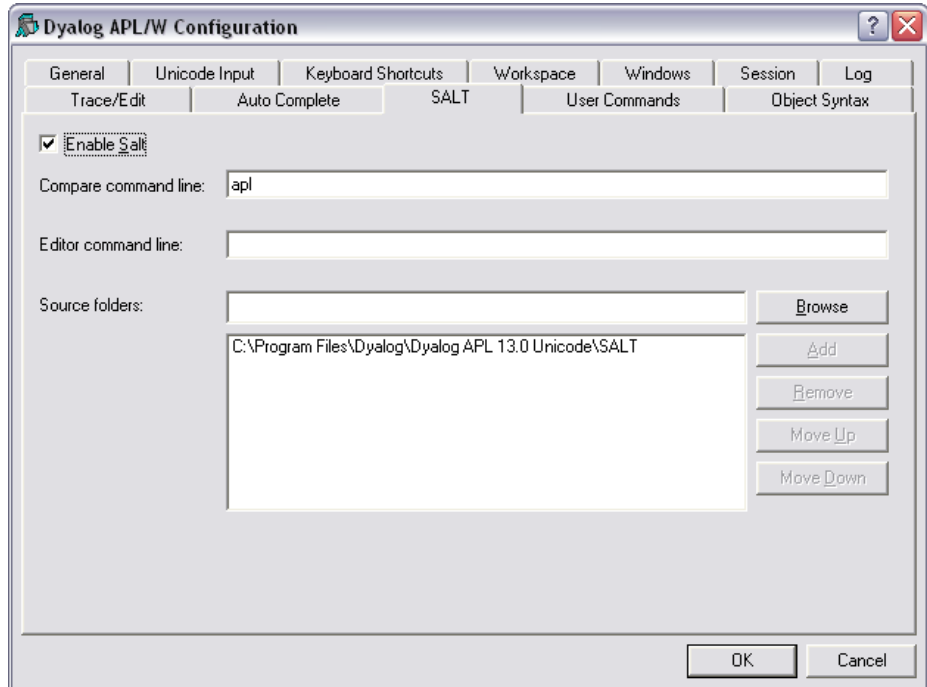 Dyalog APL/W Configuration
General Unicode Input Keyboard Shortcuts Workspace Windows Session Log
Trace/Edit Auto Complete SALT User Commands Object Syntax
Enable Salt
Compare command line: apl
Editor command line:
Source folders: Browse
C:\Program Files\Dyalog\Dyalog APL 13.0 Unicode\SALT
Add
Remove
Move Up
Move Down
OK Cancel